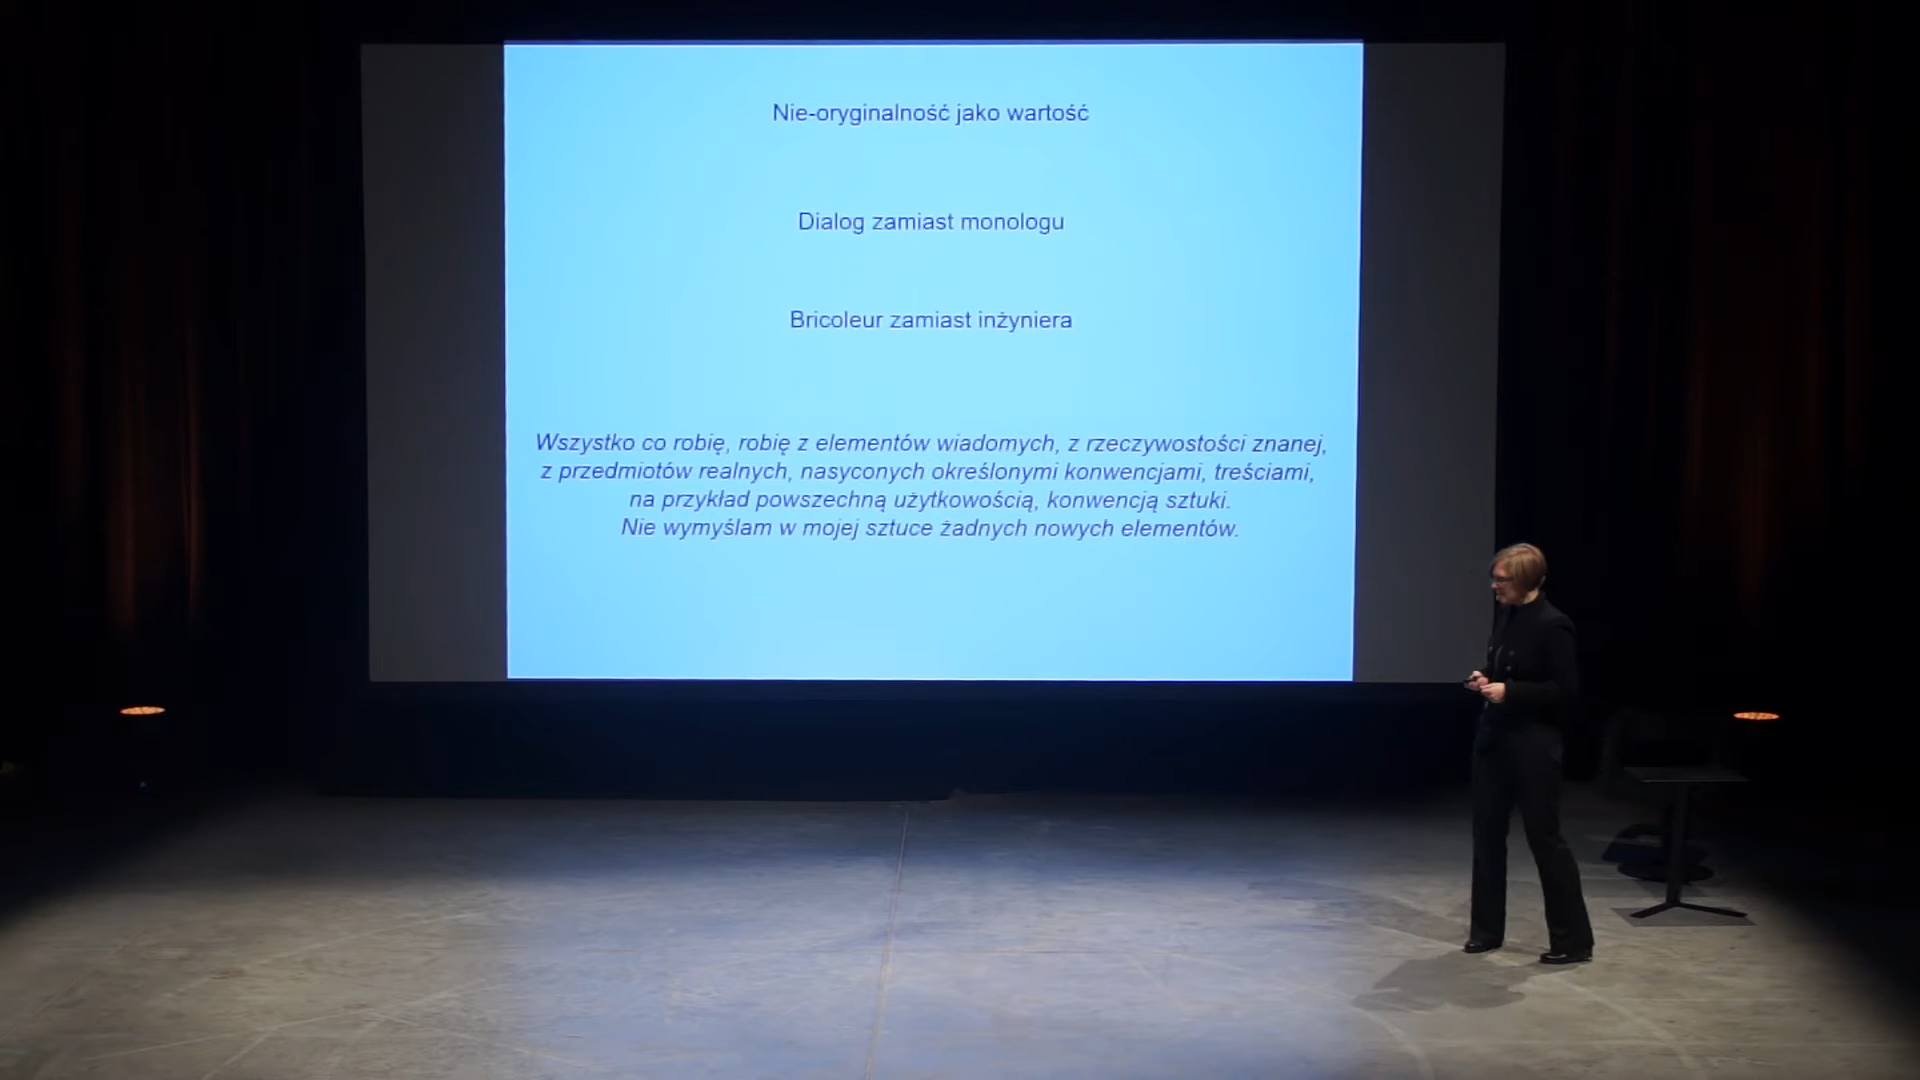 Nie-oryginalność jako wartość
Dialog zamiast monologu
Bricoleur zamiast inżyniera
Wszystko co robię, robię z elementów wiadomych, z rzeczywostości znanej,
z przedmiotów realnych, nasyconych określonymi konwencjami, treściami,
na przykład powszechną użytkowością, konwencją sztuki.
Nie wymyślam w mojej sztuce żadnych nowych elementów.